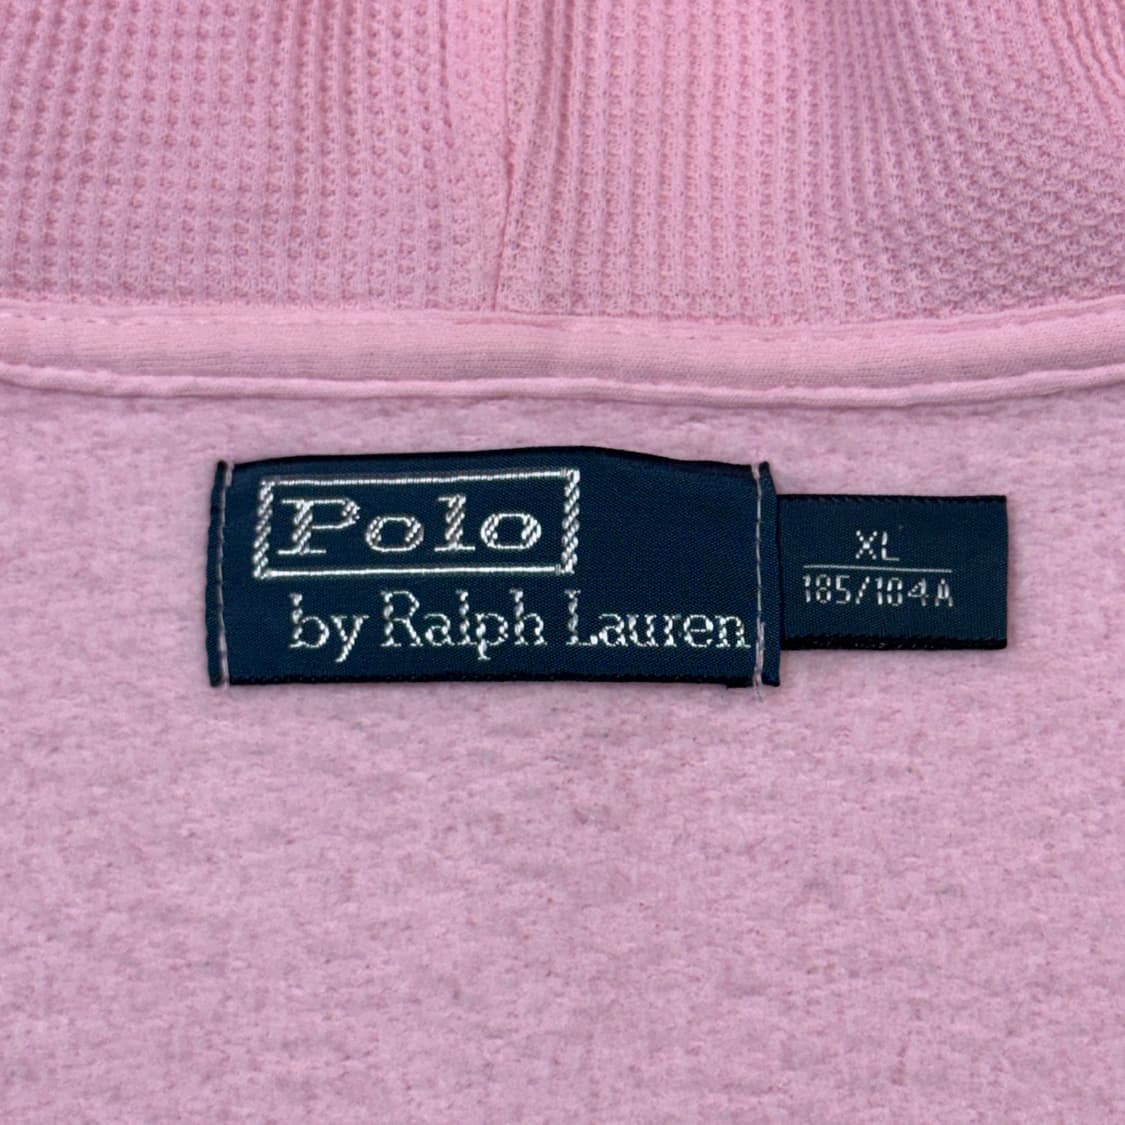 Polo
by Ralph Lauren
XL
185/104A